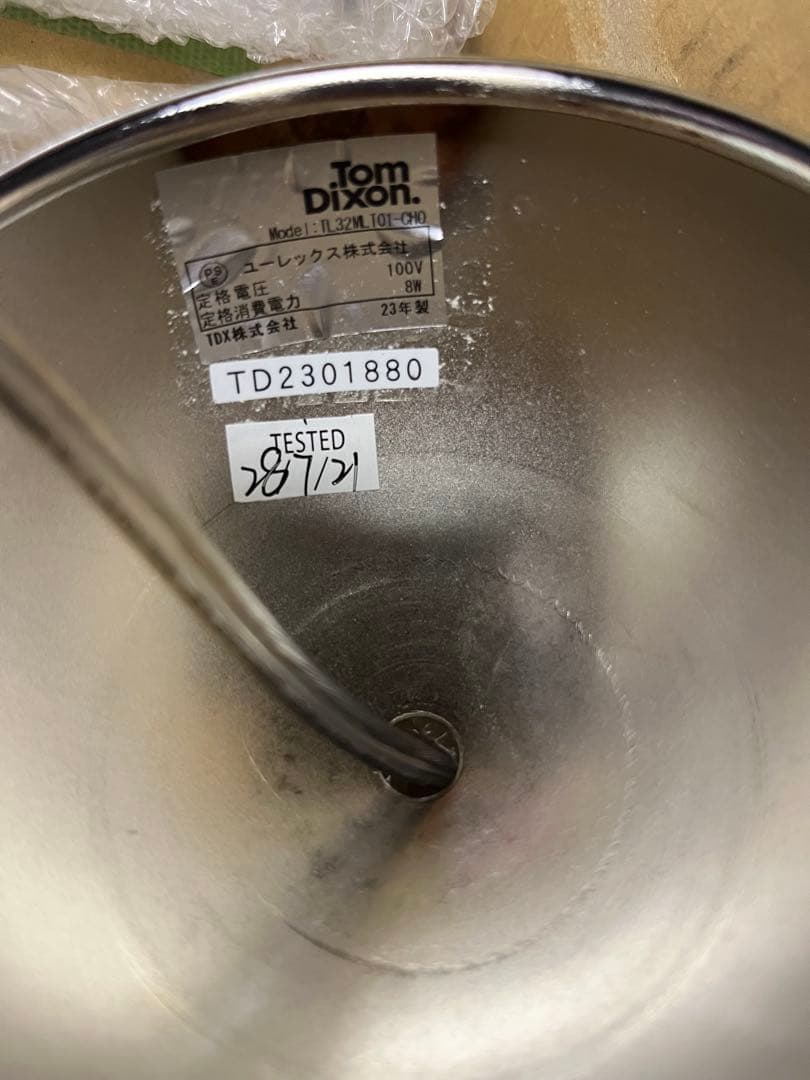 Tom
Dixon.
Model:TL32MLT01-CHO
PS
E
ユーレックス株式会社
定格電圧 100V
定格消費電力 8W
TDX株式会社 23年製
TD2301880
TESTED